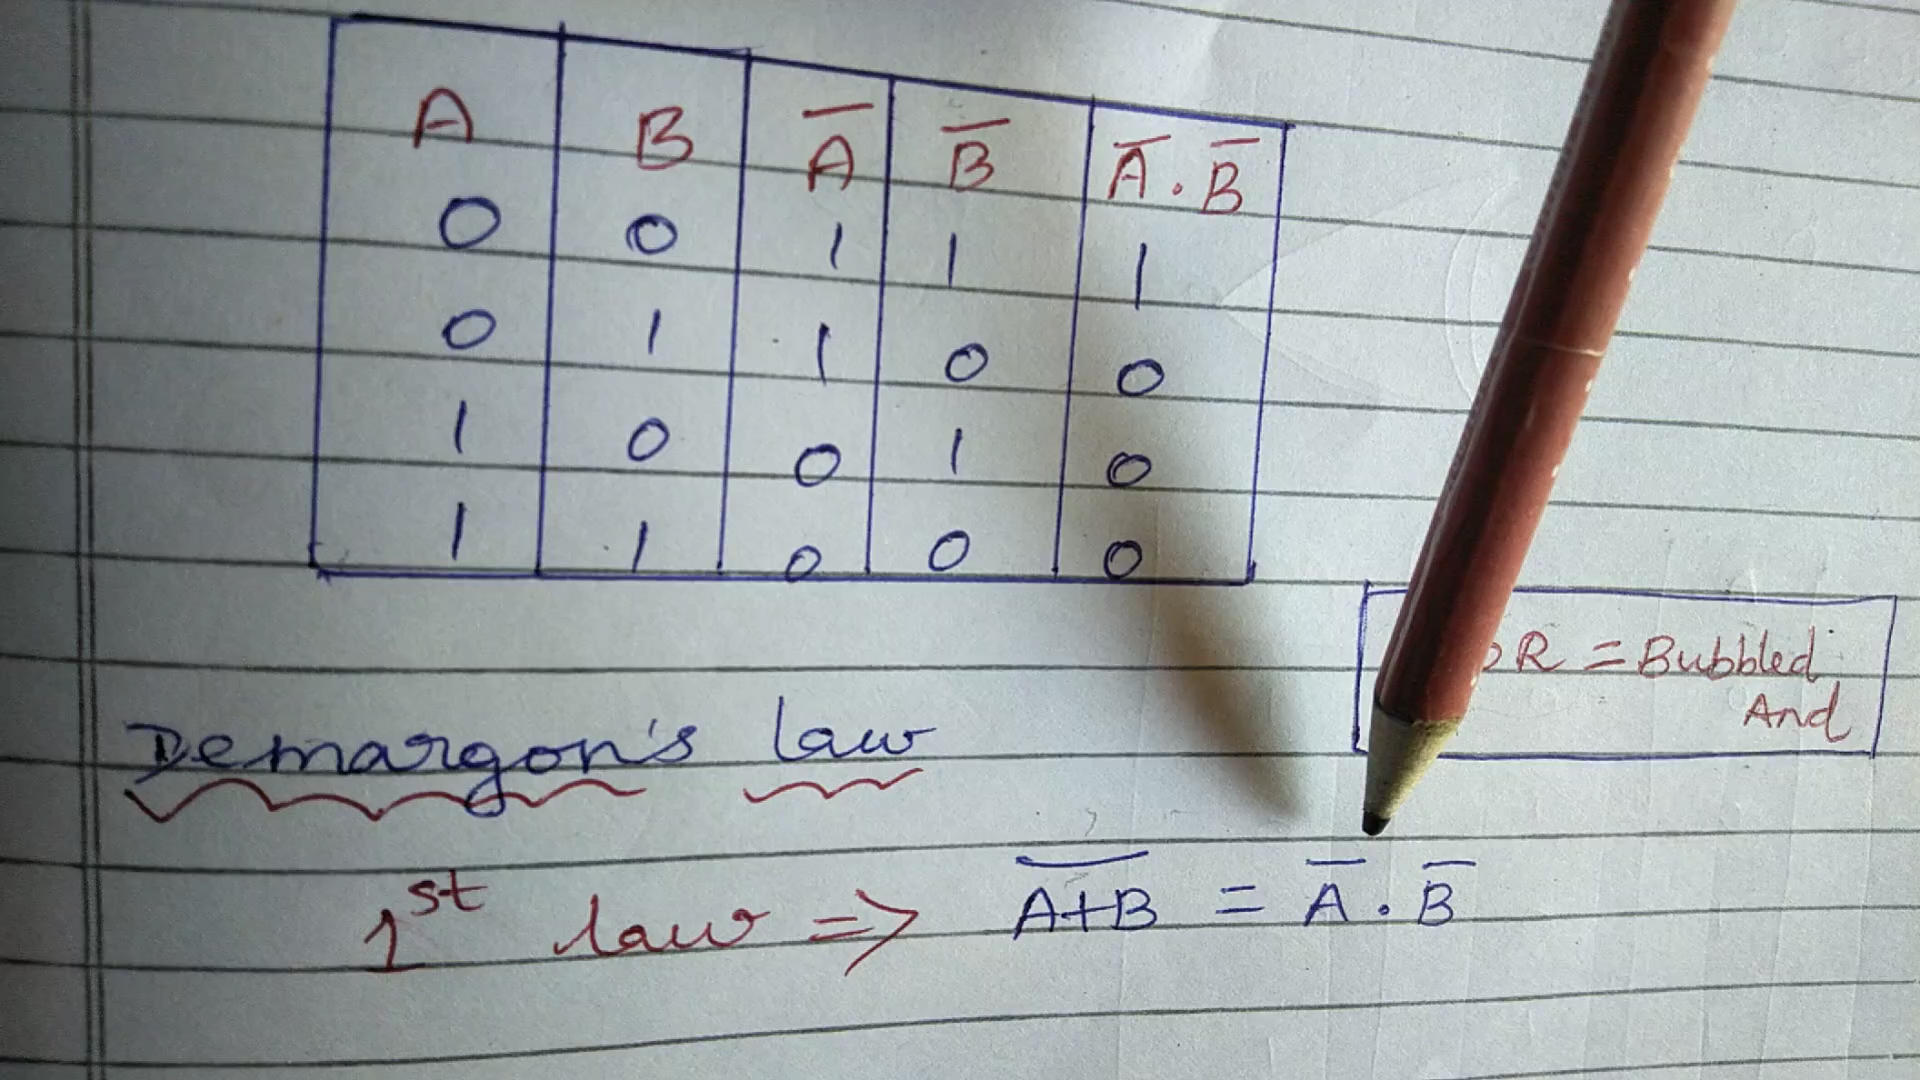 A B A̅ B̅ A̅ . B̅
0 0 1 1 1
0 1 1 0 0
1 0 0 1 0
1 1 0 0 0
= Bubbled
And
Demargon's law
1st law => A̅+̅B̅ = A̅ . B̅